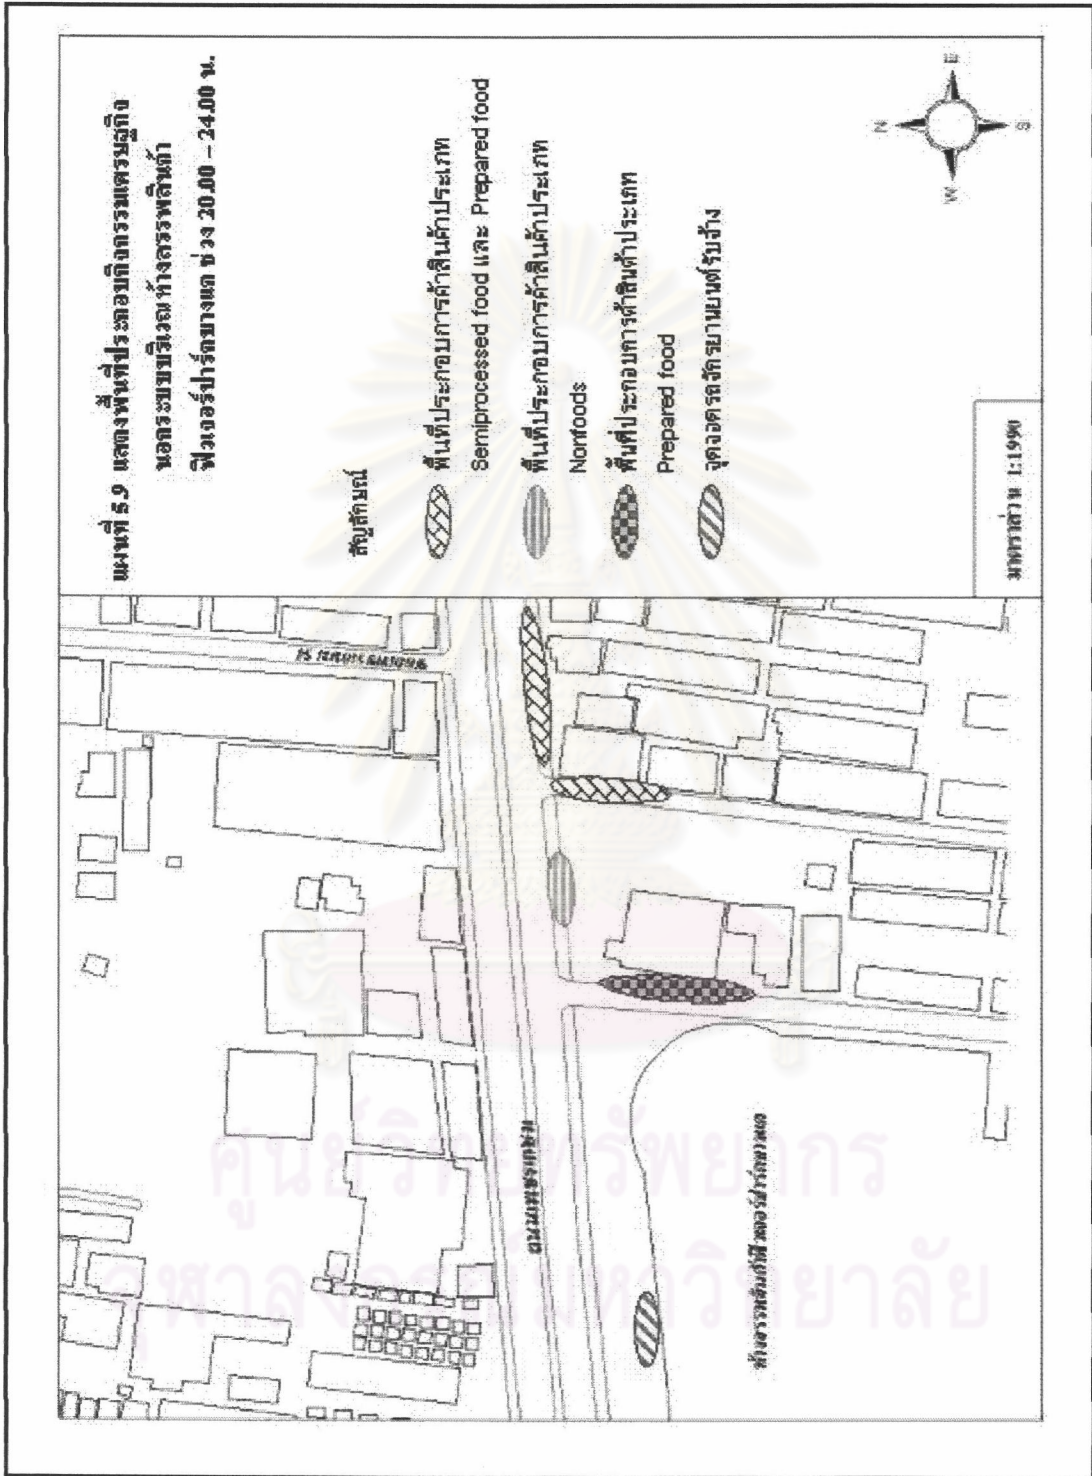 แผนที่ 5.9 แสดงพื้นที่ประกอบกิจกรรมเศรษฐกิจ
นอกระบบบริเวณห้างสรรพสินค้า
ฟิวเจอร์ปาร์คบางแค ช่วง 20.00 – 24.00 น.
สัญลักษณ์
พื้นที่ประกอบการค้าสินค้าประเภท
Semiprocessed food และ Prepared food
พื้นที่ประกอบการค้าสินค้าประเภท
Nonfoods
พื้นที่ประกอบการค้าสินค้าประเภท
Prepared food
จุดจอดรถจักรยานยนต์รับจ้าง
N
E
S
W
มาตราส่วน 1:1990
ถนนเพชรเกษม
ห้างสรรพสินค้าฟิวเจอร์ปาร์คบางแค
ศูนย์วิทยทรัพยากร
จุฬาลงกรณ์มหาวิทยาลัย